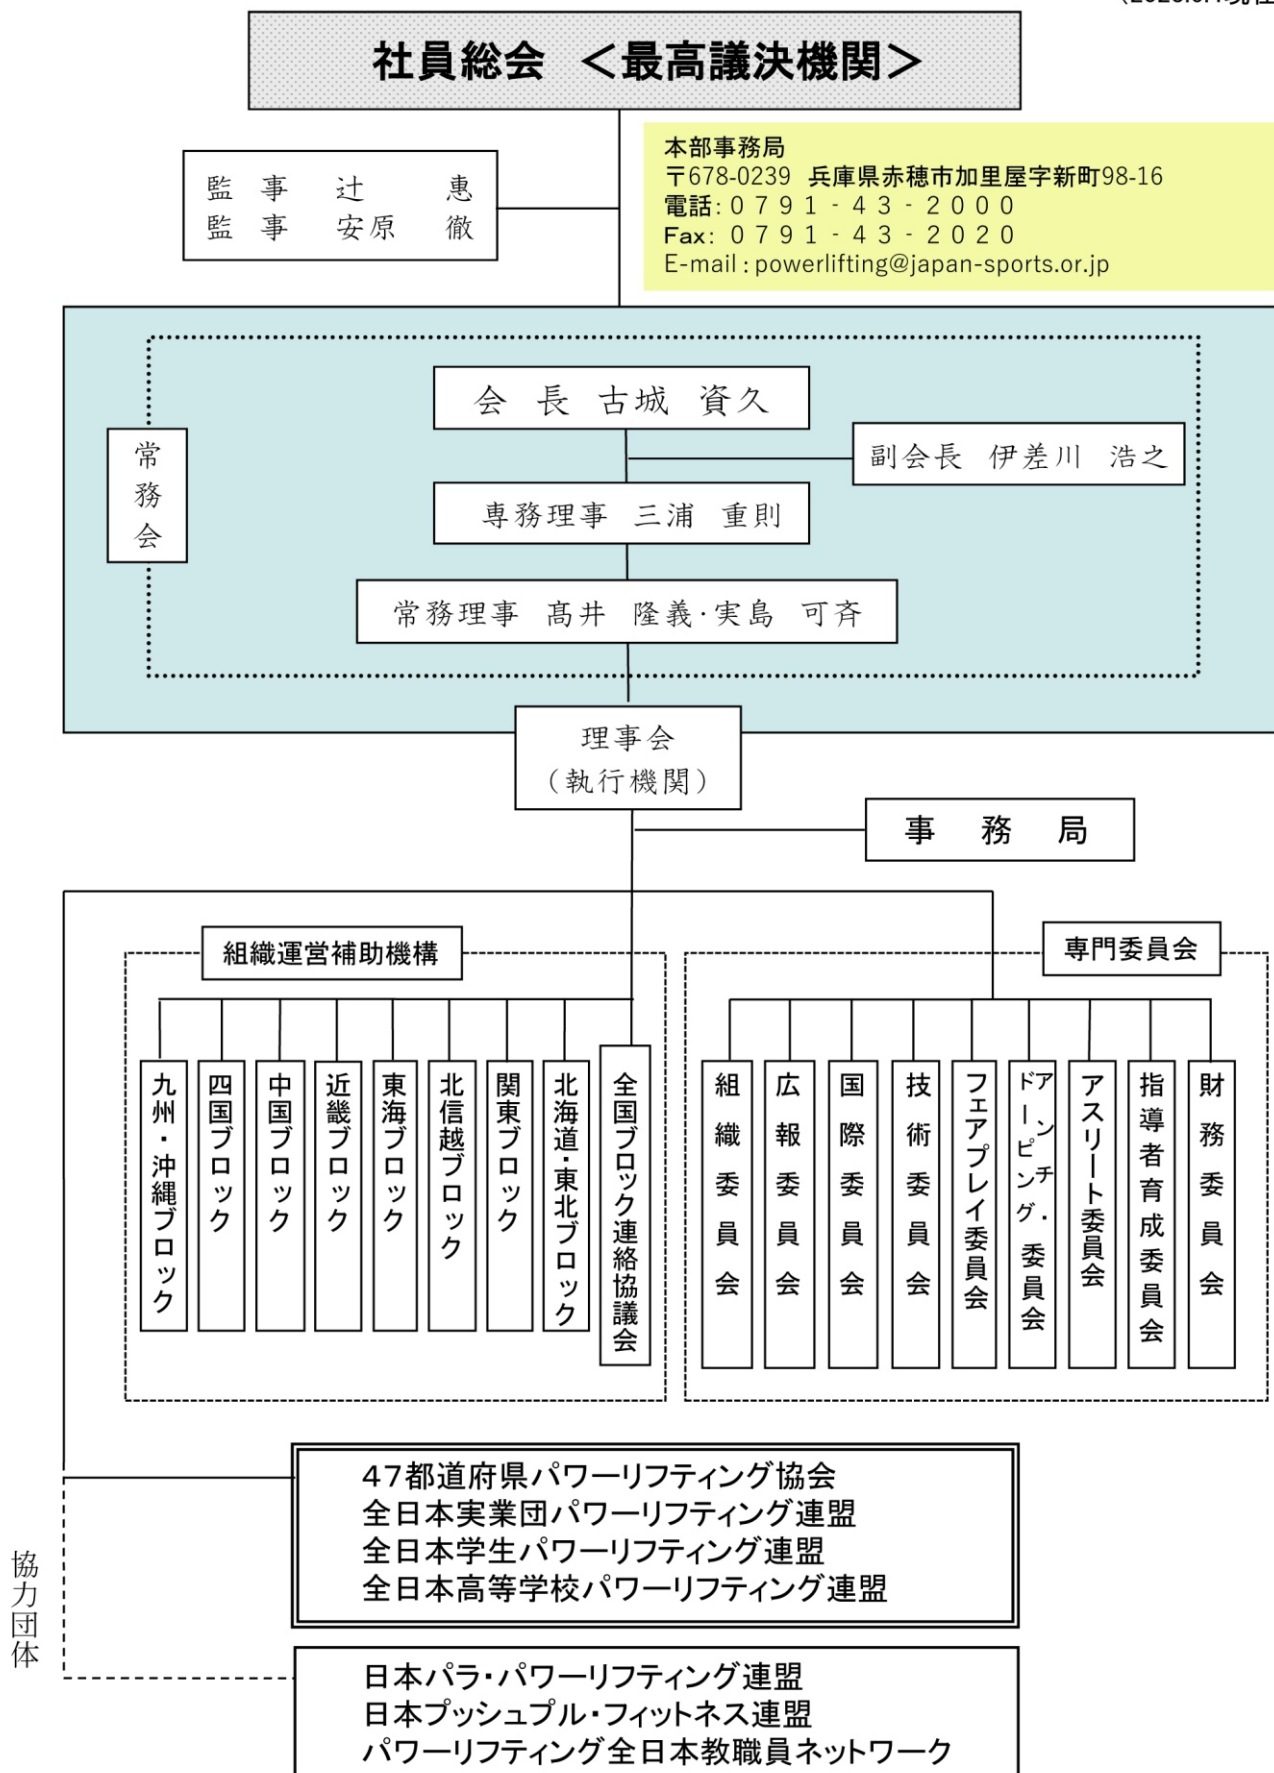 社員総会 ＜最高議決機関＞
監 事 辻 惠
監 事 安原 徹
本部事務局
〒678-0239 兵庫県赤穂市加里屋字新町98-16
電話：０７９１‐４３‐２０００
Fax：０７９１‐４３‐２０２０
E-mail：powerlifting@japan-sports.or.jp
常務会
会 長 古城 資久
副会長 伊差川 浩之
専務理事 三浦 重則
常務理事 髙井 隆義・実島 可斉
理事会
（執行機関）
事 務 局
組織運営補助機構
九州・沖縄ブロック
四国ブロック
中国ブロック
近畿ブロック
東海ブロック
北信越ブロック
関東ブロック
北海道・東北ブロック
全国ブロック連絡協議会
専門委員会
組織委員会
広報委員会
国際委員会
技術委員会
フェアプレイ委員会
アンチ・ドーピング委員会
アスリート委員会
指導者育成委員会
財務委員会
47都道府県パワーリフティング協会
全日本実業団パワーリフティング連盟
全日本学生パワーリフティング連盟
全日本高等学校パワーリフティング連盟
協力団体
日本パラ・パワーリフティング連盟
日本プッシュプル・フィットネス連盟
パワーリフティング全日本教職員ネットワーク